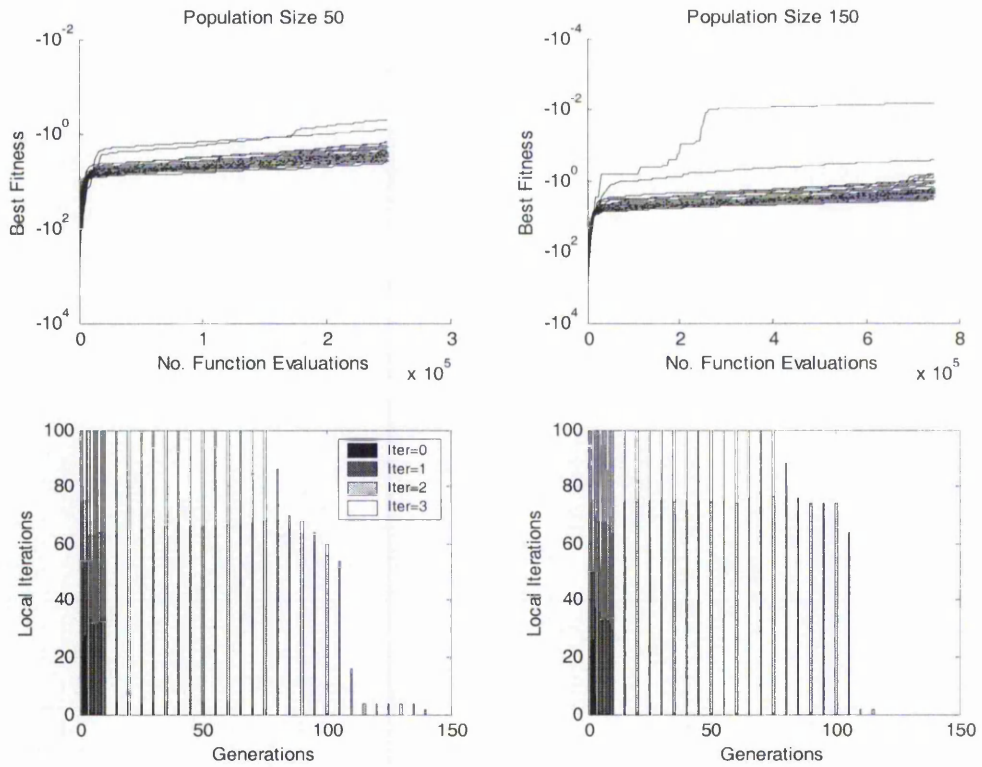 Population Size 50
-10^-2
-10^0
-10^2
-10^4
Best Fitness
0 1 2 3
No. Function Evaluations
x 10^5
Population Size 150
-10^-4
-10^-2
-10^0
-10^2
-10^4
Best Fitness
0 2 4 6 8
No. Function Evaluations
x 10^5
100
80
60
40
20
0
Local Iterations
Iter=0
Iter=1
Iter=2
Iter=3
0 50 100 150
Generations
100
80
60
40
20
0
Local Iterations
0 50 100 150
Generations